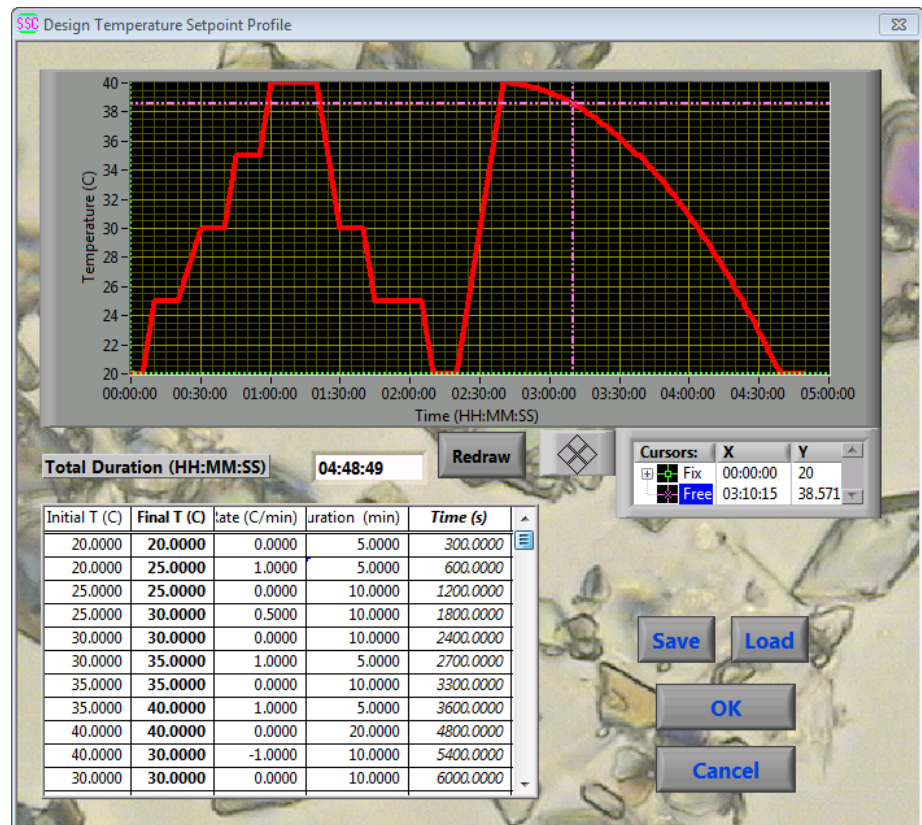 SSC Design Temperature Setpoint Profile
Temperature (C)
40
38
36
34
32
30
28
26
24
22
20
00:00:00 00:30:00 01:00:00 01:30:00 02:00:00 02:30:00 03:00:00 03:30:00 04:00:00 04:30:00 05:00:00
Time (HH:MM:SS)
Total Duration (HH:MM:SS) 04:48:49 Redraw
Cursors: X Y
Fix 00:00:00 20
Free 03:10:15 38.571
Initial T (C) Final T (C) Rate (C/min) uration (min) Time (s)
20.0000 20.0000 0.0000 5.0000 300.0000
20.0000 25.0000 1.0000 5.0000 600.0000
25.0000 25.0000 0.0000 10.0000 1200.0000
25.0000 30.0000 0.5000 10.0000 1800.0000
30.0000 30.0000 0.0000 10.0000 2400.0000
30.0000 35.0000 1.0000 5.0000 2700.0000
35.0000 35.0000 0.0000 10.0000 3300.0000
35.0000 40.0000 1.0000 5.0000 3600.0000
40.0000 40.0000 0.0000 20.0000 4800.0000
40.0000 30.0000 -1.0000 10.0000 5400.0000
30.0000 30.0000 0.0000 10.0000 6000.0000
Save Load
OK
Cancel